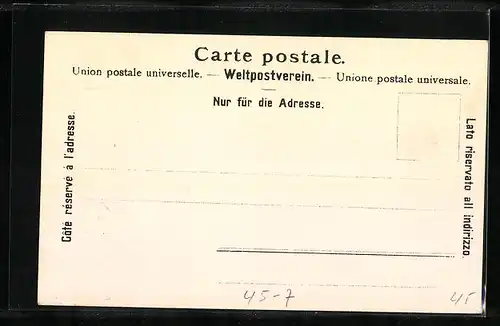 Carte postale.
Union postale universelle. — Weltpostverein. — Unione postale universale.
Nur für die Adresse.
Côté réservé à l'adresse.
Lato riservato all indirizzo.
45-7
45